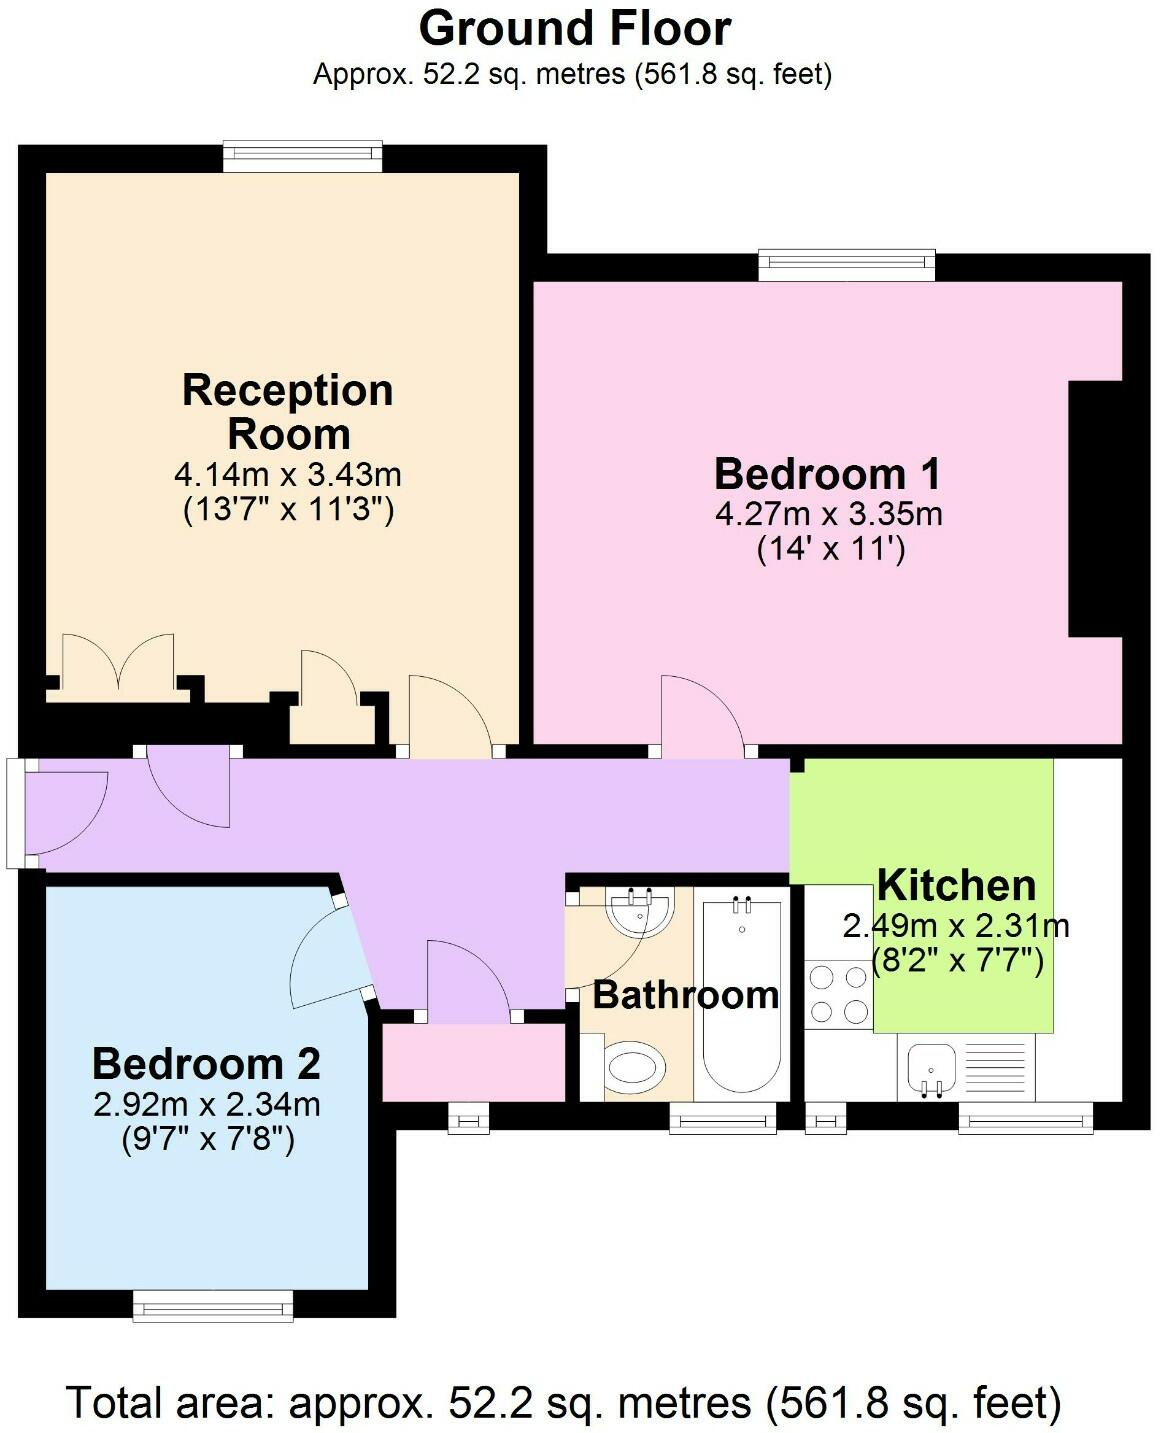 Ground Floor
Approx. 52.2 sq. metres (561.8 sq. feet)
Reception
Room
4.14m x 3.43m
(13'7" x 11'3")
Bedroom 1
4.27m x 3.35m
(14' x 11')
Kitchen
2.49m x 2.31m
(8'2" x 7'7")
Bathroom
Bedroom 2
2.92m x 2.34m
(9'7" x 7'8")
Total area: approx. 52.2 sq. metres (561.8 sq. feet)